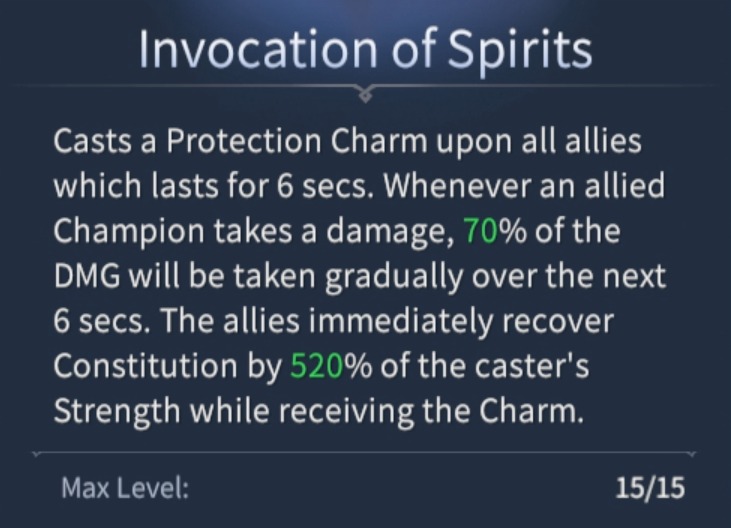 Invocation of Spirits
Casts a Protection Charm upon all allies
which lasts for 6 secs. Whenever an allied
Champion takes a damage, 70% of the
DMG will be taken gradually over the next
6 secs. The allies immediately recover
Constitution by 520% of the caster's
Strength while receiving the Charm.
Max Level: 15/15